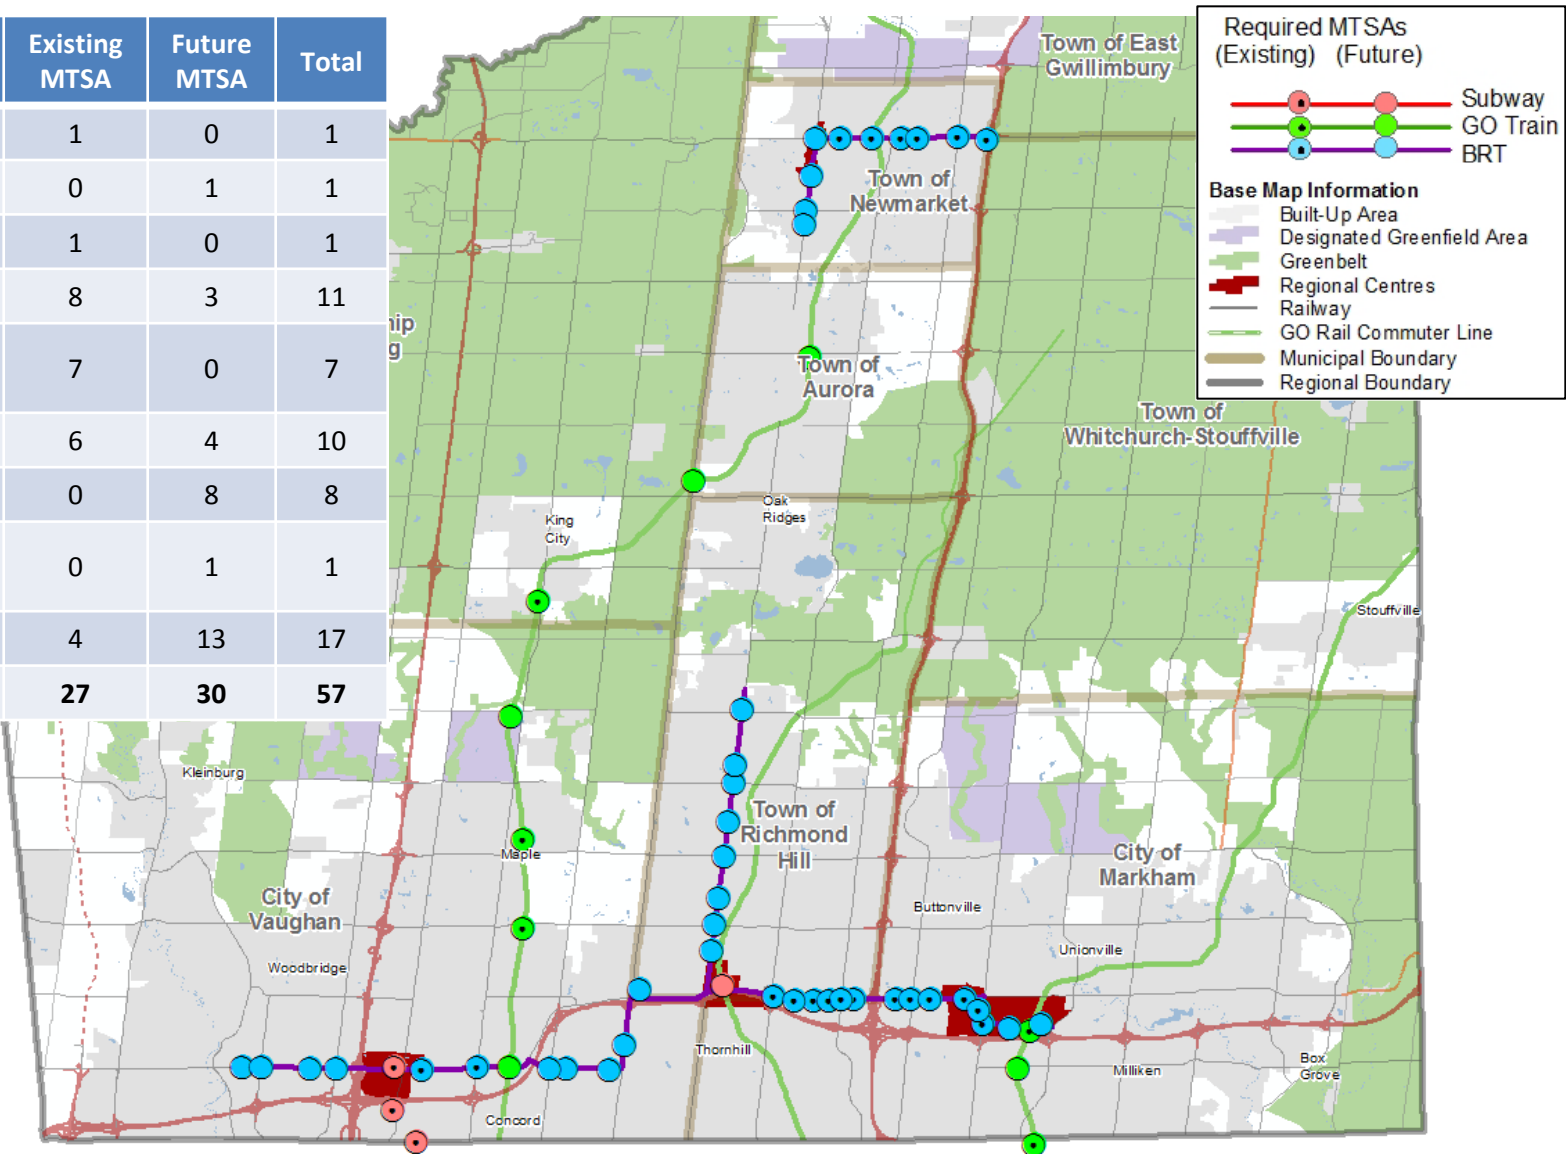 Existing MTSA Future MTSA Total
1 0 1
0 1 1
1 0 1
8 3 11
7 0 7
6 4 10
0 8 8
0 1 1
4 13 17
27 30 57
Required MTSAs
(Existing) (Future)
Subway
GO Train
BRT
Base Map Information
Built-Up Area
Designated Greenfield Area
Greenbelt
Regional Centres
Railway
GO Rail Commuter Line
Municipal Boundary
Regional Boundary
Town of East
Gwillimbury
Town of
Newmarket
hip
g
Town of
Aurora
Town of
Whitchurch-Stouffville
Oak
Ridges
King
City
Stouffville
Kleinburg
Town of
Richmond
Hill
Maple
City of
Markham
City of
Vaughan
Buttonville
Unionville
Woodbridge
Thornhill
Milliken
Box
Grove
Concord